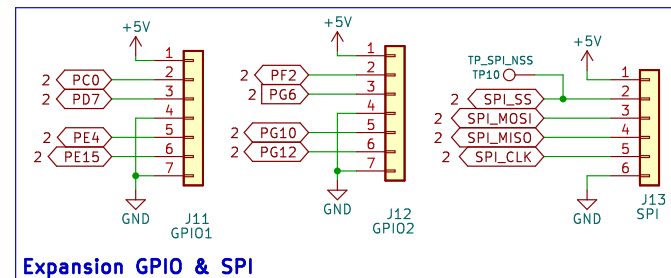 +5V
1
2 PC0 2
2 PD7 3
4
2 PE4 5
2 PE15 6
7
GND
J11
GPIO1
+5V
1
2 PF2 2
2 PG6 3
4
2 PG10 5
2 PG12 6
7
GND
J12
GPIO2
TP_SPI_NSS
TP10
+5V
1
2 SPI_SS 2
2 SPI_MOSI 3
2 SPI_MISO 4
2 SPI_CLK 5
6
GND
J13
SPI
Expansion GPIO & SPI